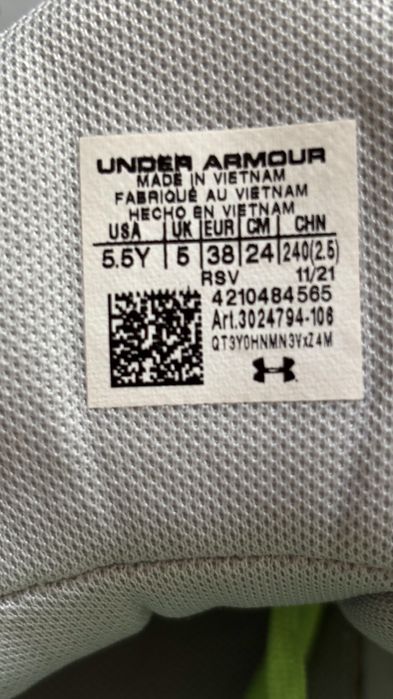 UNDER ARMOUR
MADE IN VIETNAM
FABRIQUÉ AU VIETNAM
HECHO EN VIETNAM
USA UK EUR CM CHN
5.5Y 5 38 24 240(2.5)
RSV 11/21
4210484565
Art.3024794-106
QT3Y0HNMN3VxZ4M